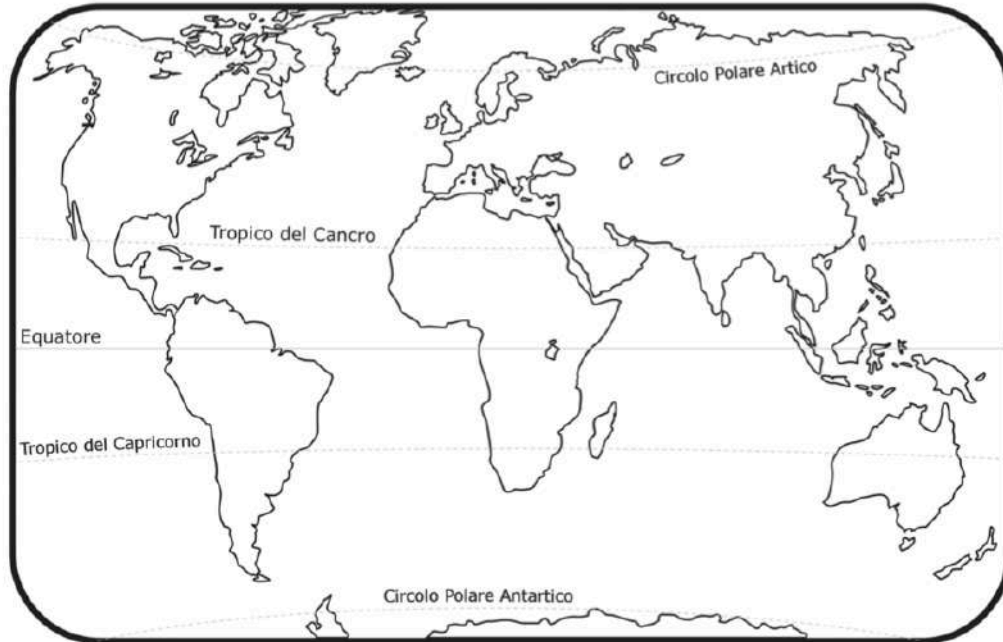 Circolo Polare Artico
Tropico del Cancro
Equatore
Tropico del Capricorno
Circolo Polare Antartico